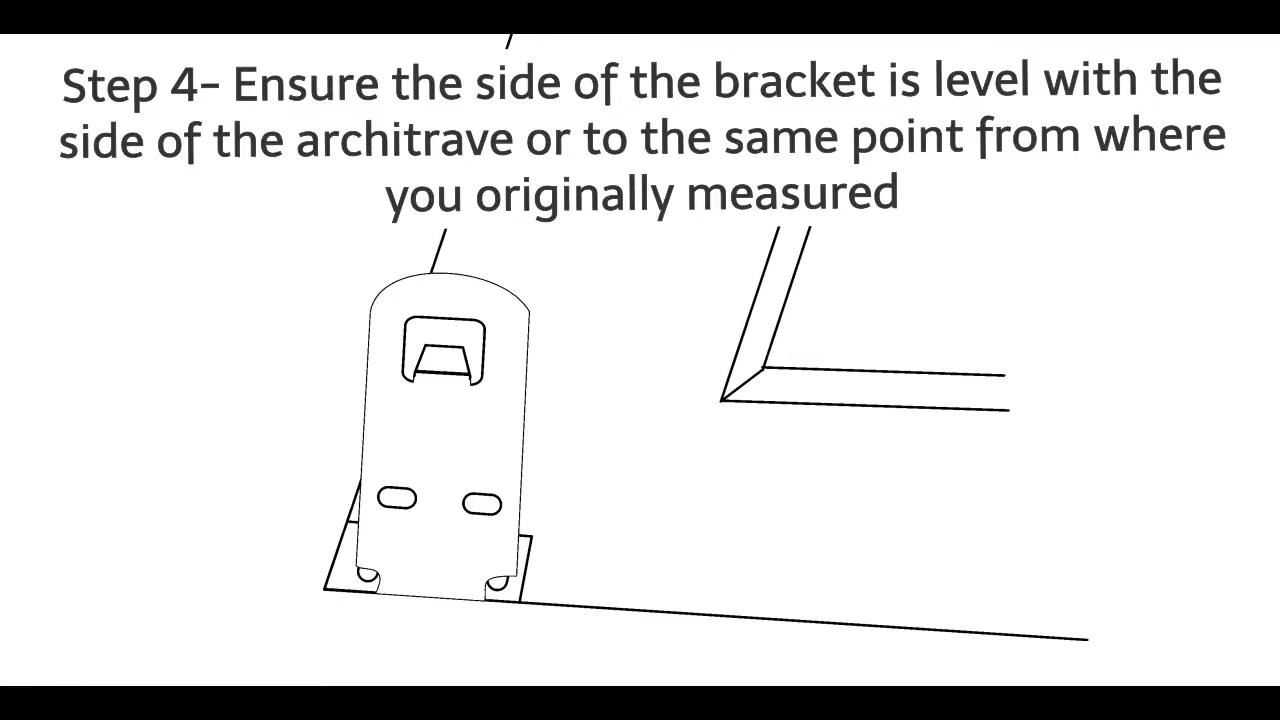 Step 4- Ensure the side of the bracket is level with the
side of the architrave or to the same point from where
you originally measured